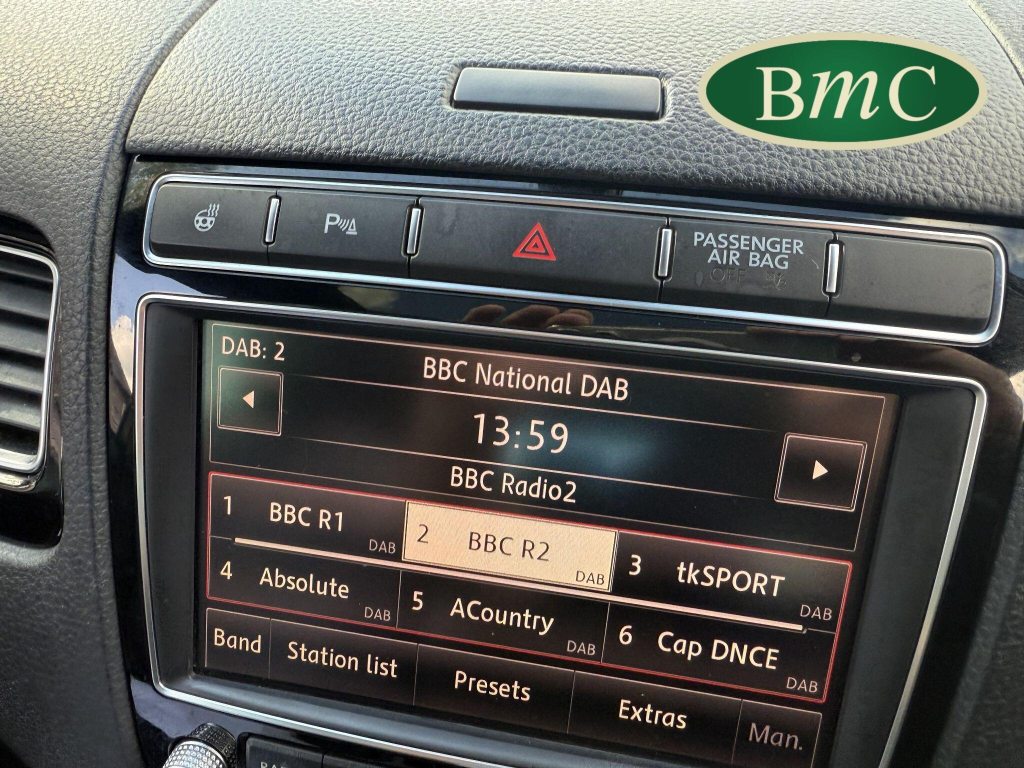 BmC
P
PASSENGER
AIR BAG
OFF
DAB: 2
BBC National DAB
13:59
BBC Radio2
1 BBC R1 DAB
2 BBC R2 DAB
3 tkSPORT DAB
4 Absolute DAB
5 ACountry DAB
6 Cap DNCE DAB
Band Station list Presets Extras Man.